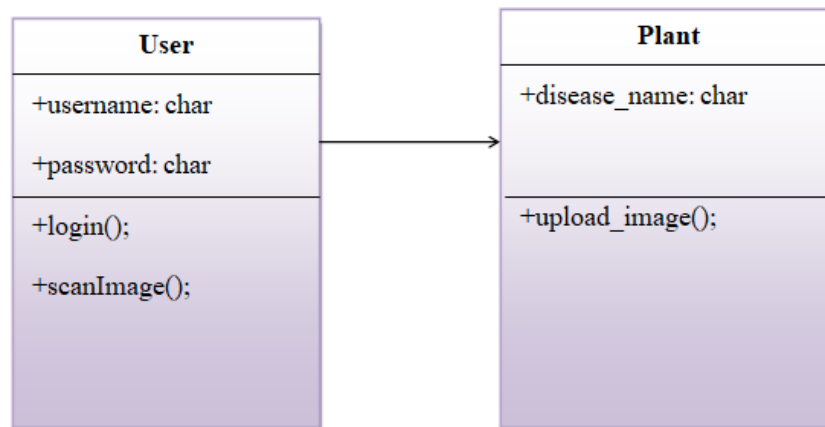 User
+username: char
+password: char
+login();
+scanImage();
Plant
+disease_name: char
+upload_image();